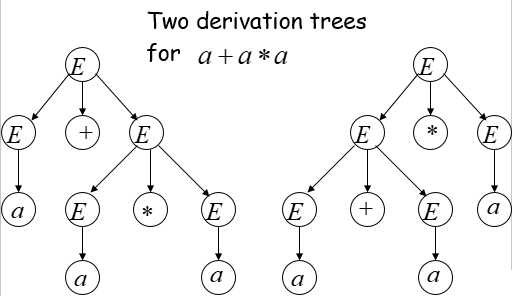 Two derivation trees
for a + a * a
E E
E + E E * E
a E * E E + E a
a a a a